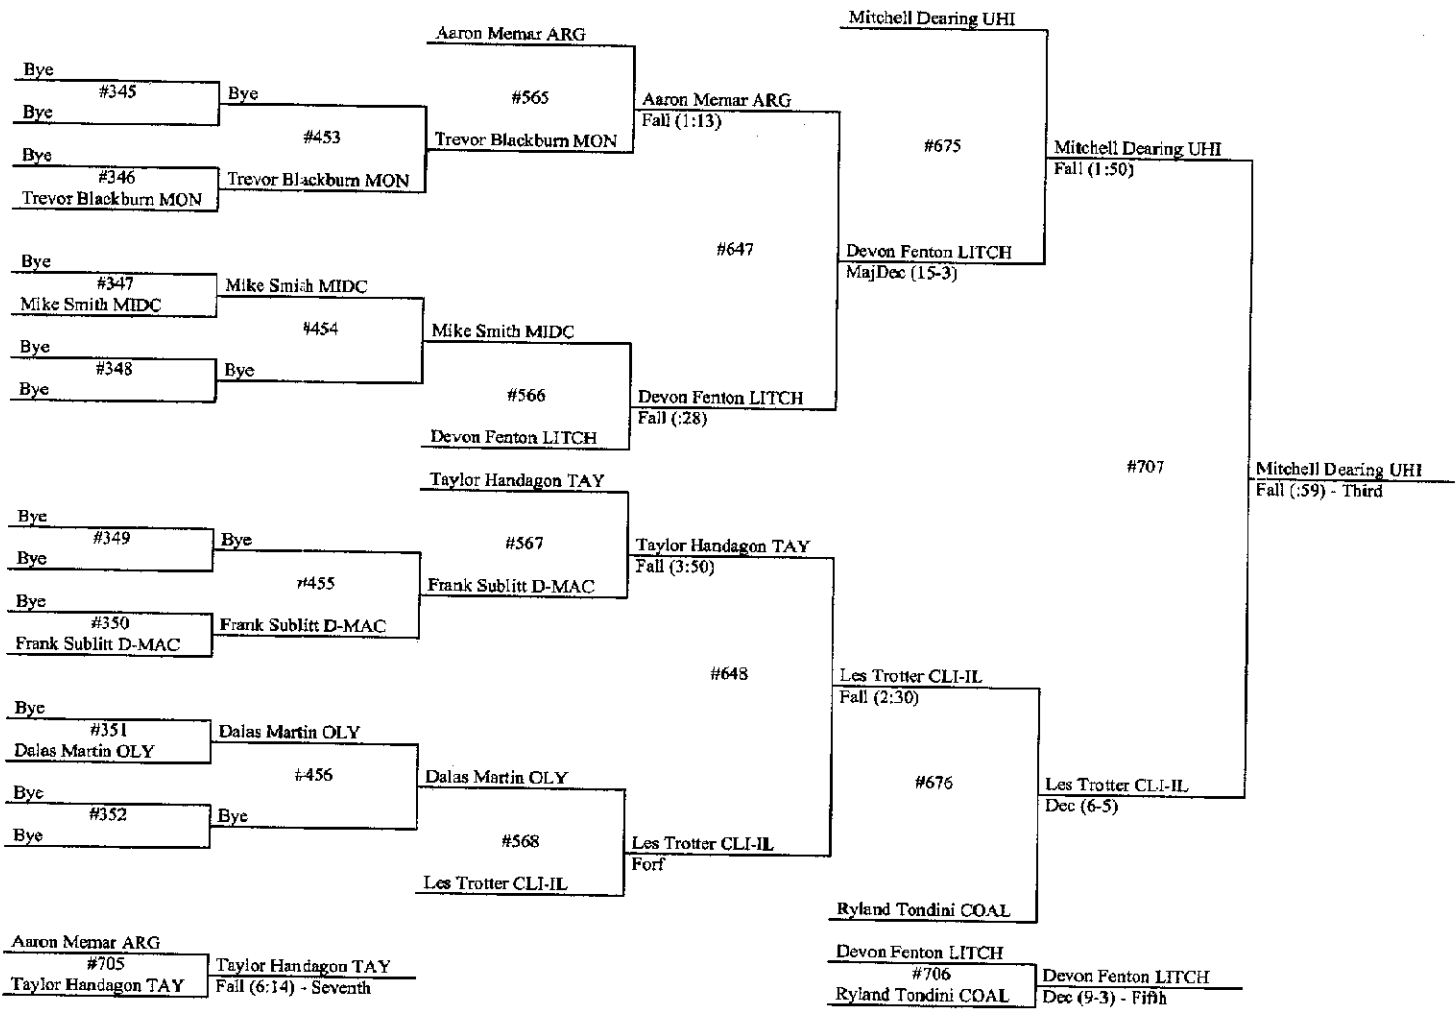 Mitchell Dearing UHI
Aaron Memar ARG
Bye
#345
Bye
Bye
#565
Aaron Memar ARG
Fall (1:13)
Bye
#453
Trevor Blackburn MON
#675
Mitchell Dearing UHI
Fall (1:50)
#346
Trevor Blackburn MON
Trevor Blackburn MON
#647
Devon Fenton LITCH
MajDec (15-3)
Bye
#347
Mike Smith MIDC
Mike Smith MIDC
#454
Mike Smith MIDC
Bye
#348
Bye
Bye
#566
Devon Fenton LITCH
Fall (:28)
Devon Fenton LITCH
#707
Mitchell Dearing UHI
Fall (:59) - Third
Taylor Handagon TAY
Bye
#349
Bye
Bye
#567
Taylor Handagon TAY
Fall (3:50)
#455
Frank Sublitt D-MAC
Bye
#350
Frank Sublitt D-MAC
Frank Sublitt D-MAC
#648
Les Trotter CLI-IL
Fall (2:30)
Bye
#351
Dalas Martin OLY
Dalas Martin OLY
#456
Dalas Martin OLY
#676
Les Trotter CLI-IL
Dec (6-5)
Bye
#352
Bye
Bye
#568
Les Trotter CLI-IL
Forf
Les Trotter CLI-IL
Ryland Tondini COAL
Aaron Memar ARG
#705
Taylor Handagon TAY
Taylor Handagon TAY
Fall (6:14) - Seventh
Devon Fenton LITCH
#706
Ryland Tondini COAL
Devon Fenton LITCH
Dec (9-3) - Fifth